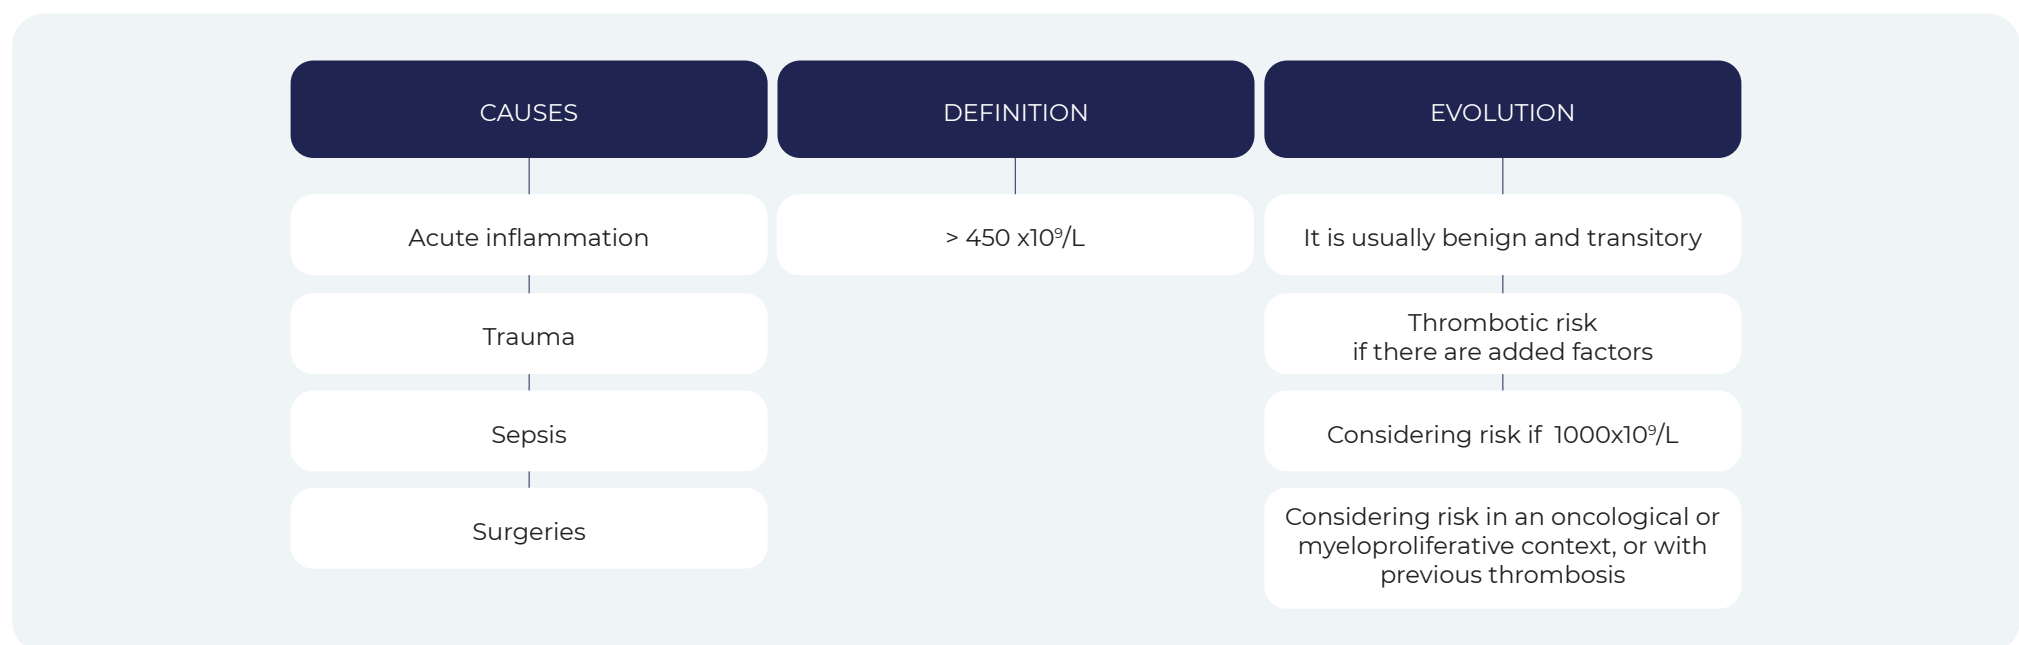 CAUSES
Acute inflammation
Trauma
Sepsis
Surgeries
DEFINITION
> 450 x10⁹/L
EVOLUTION
It is usually benign and transitory
Thrombotic risk
if there are added factors
Considering risk if  1000x10⁹/L
Considering risk in an oncological or
myeloproliferative context, or with
previous thrombosis